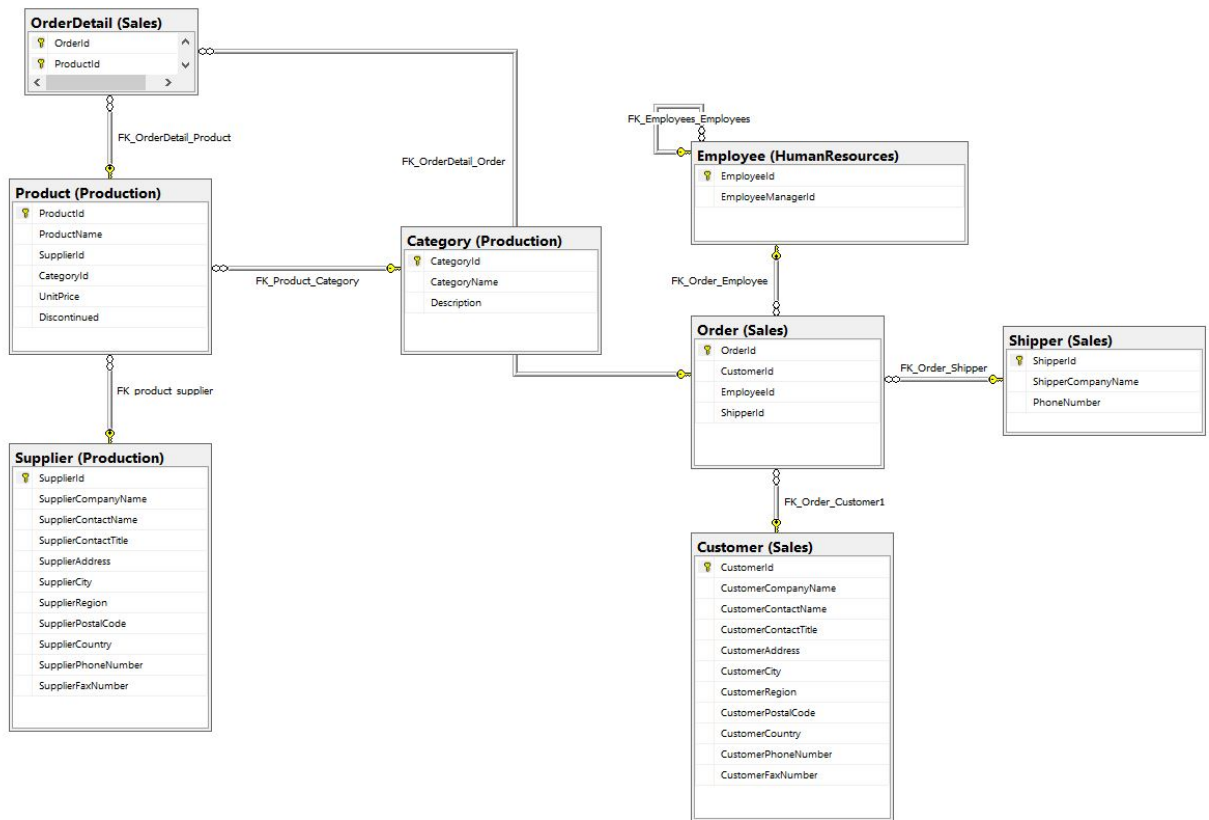 OrderDetail (Sales)
OrderId
ProductId
FK_OrderDetail_Product
FK_OrderDetail_Order
Product (Production)
ProductId
ProductName
SupplierId
CategoryId
UnitPrice
Discontinued
FK_Product_Category
Category (Production)
CategoryId
CategoryName
Description
FK_product_supplier
Supplier (Production)
SupplierId
SupplierCompanyName
SupplierContactName
SupplierContactTitle
SupplierAddress
SupplierCity
SupplierRegion
SupplierPostalCode
SupplierCountry
SupplierPhoneNumber
SupplierFaxNumber
FK_Employees_Employees
Employee (HumanResources)
EmployeeId
EmployeeManagerId
FK_Order_Employee
Order (Sales)
OrderId
CustomerId
EmployeeId
ShipperId
FK_Order_Shipper
Shipper (Sales)
ShipperId
ShipperCompanyName
PhoneNumber
FK_Order_Customer1
Customer (Sales)
CustomerId
CustomerCompanyName
CustomerContactName
CustomerContactTitle
CustomerAddress
CustomerCity
CustomerRegion
CustomerPostalCode
CustomerCountry
CustomerPhoneNumber
CustomerFaxNumber